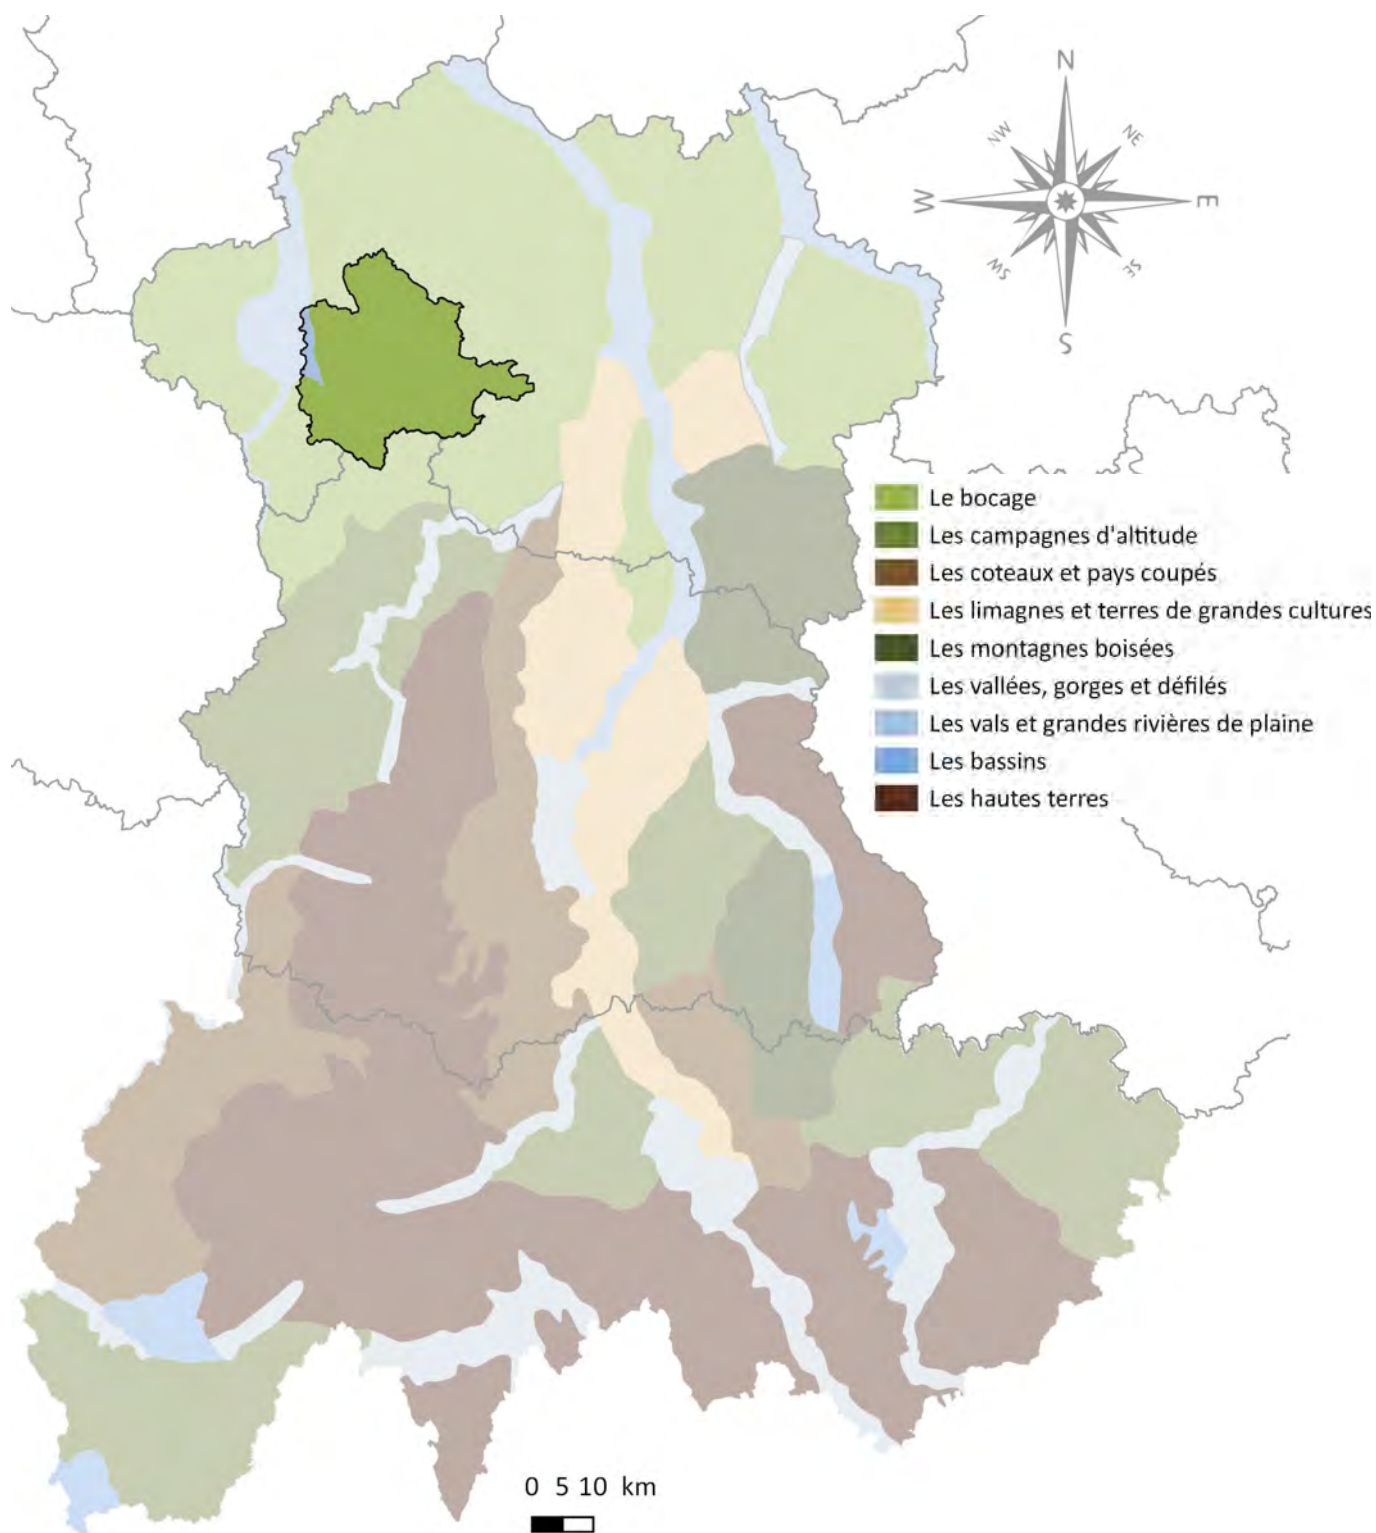 N
NW
NE
W
E
SW
SE
S
Le bocage
Les campagnes d'altitude
Les coteaux et pays coupés
Les limagnes et terres de grandes cultures
Les montagnes boisées
Les vallées, gorges et défilés
Les vals et grandes rivières de plaine
Les bassins
Les hautes terres
0 5 10 km